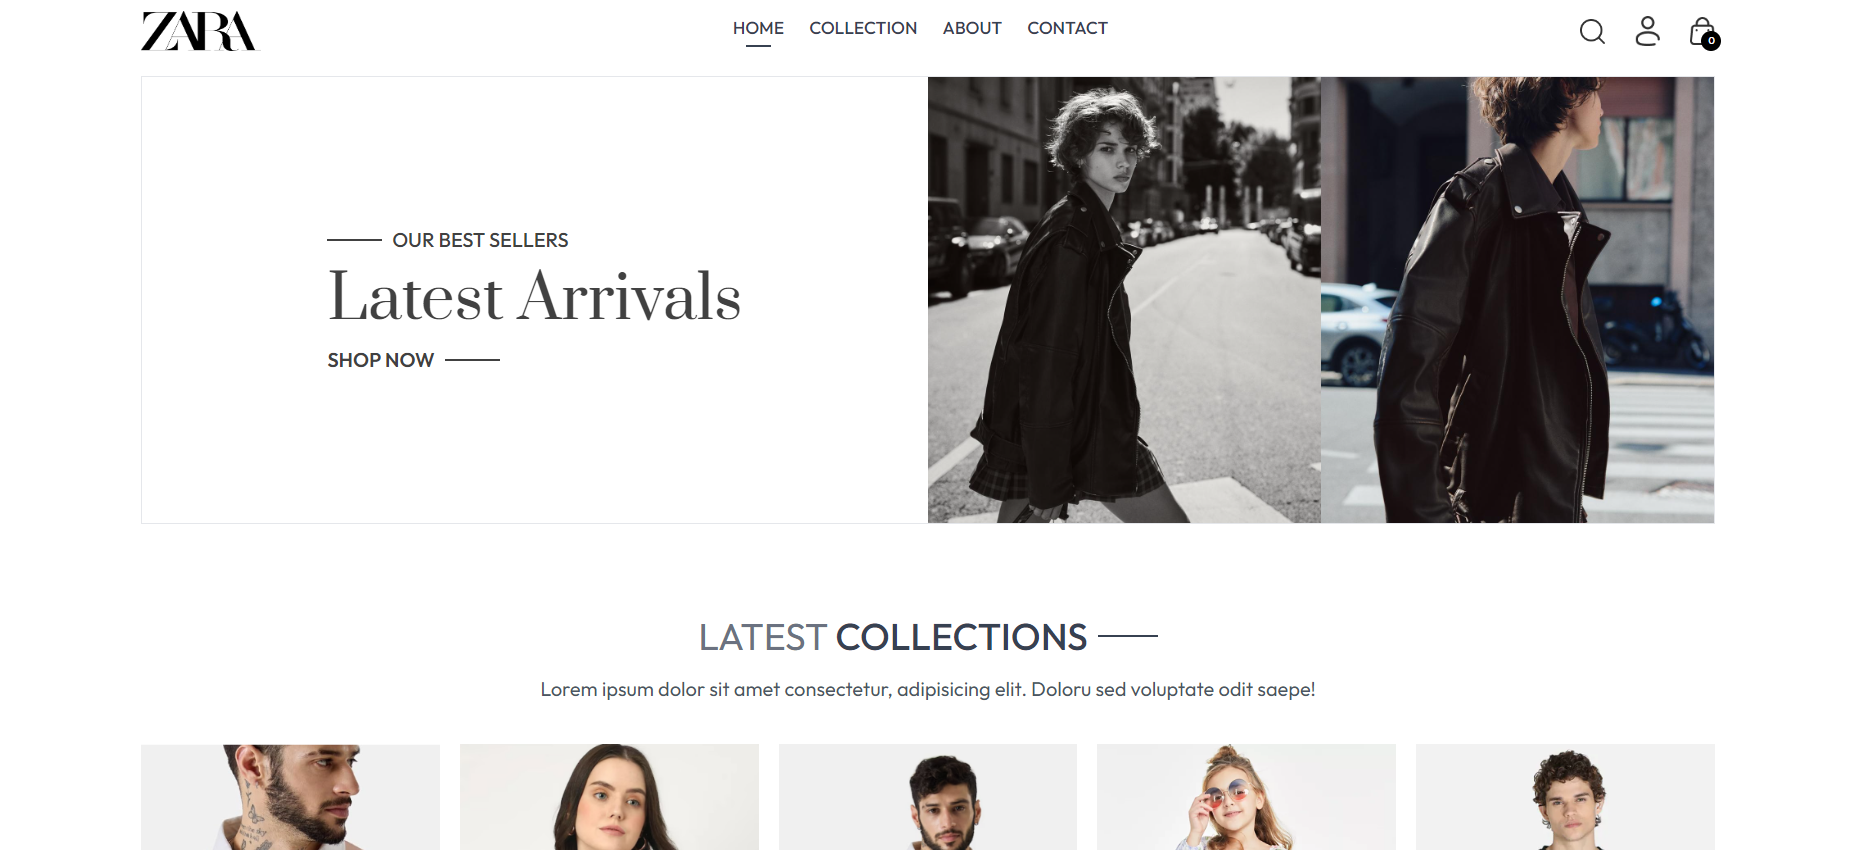 ZARA
HOME COLLECTION ABOUT CONTACT
0
OUR BEST SELLERS
Latest Arrivals
SHOP NOW
LATEST COLLECTIONS
Lorem ipsum dolor sit amet consectetur, adipisicing elit. Doloru sed voluptate odit saepe!